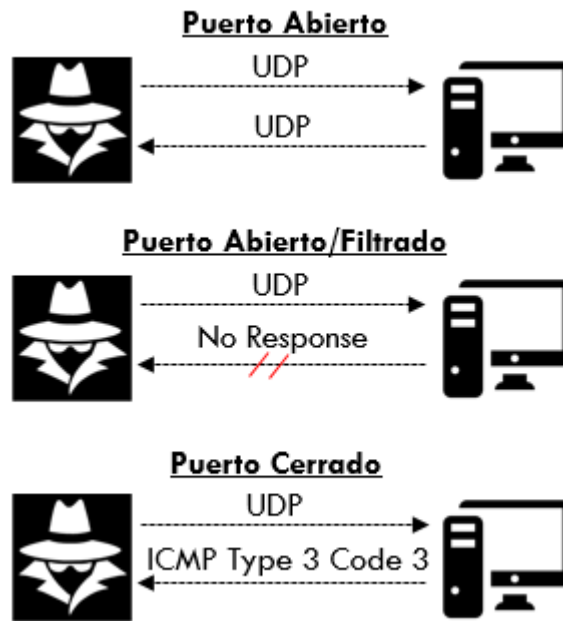 Puerto Abierto
UDP
UDP
Puerto Abierto/Filtrado
UDP
No Response
Puerto Cerrado
UDP
ICMP Type 3 Code 3